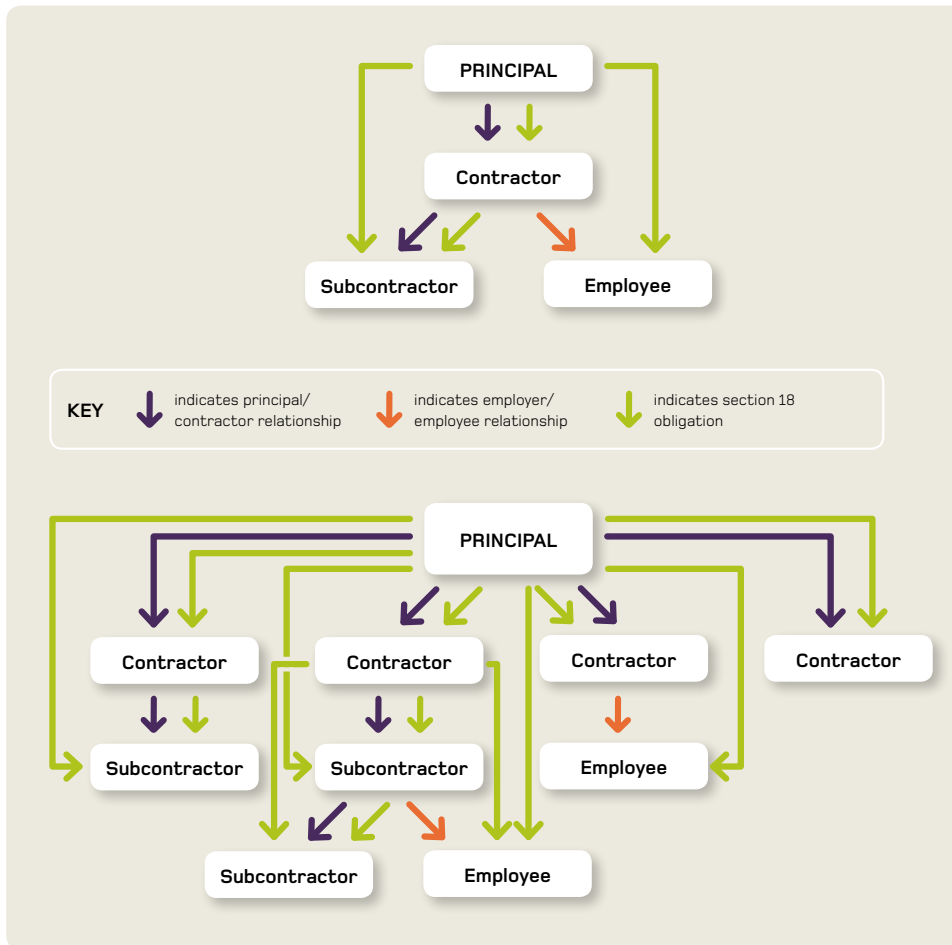 PRINCIPAL
Contractor
Subcontractor
Employee
KEY
indicates principal/
contractor relationship
indicates employer/
employee relationship
indicates section 18
obligation
PRINCIPAL
Contractor
Contractor
Contractor
Contractor
Subcontractor
Subcontractor
Employee
Subcontractor
Employee